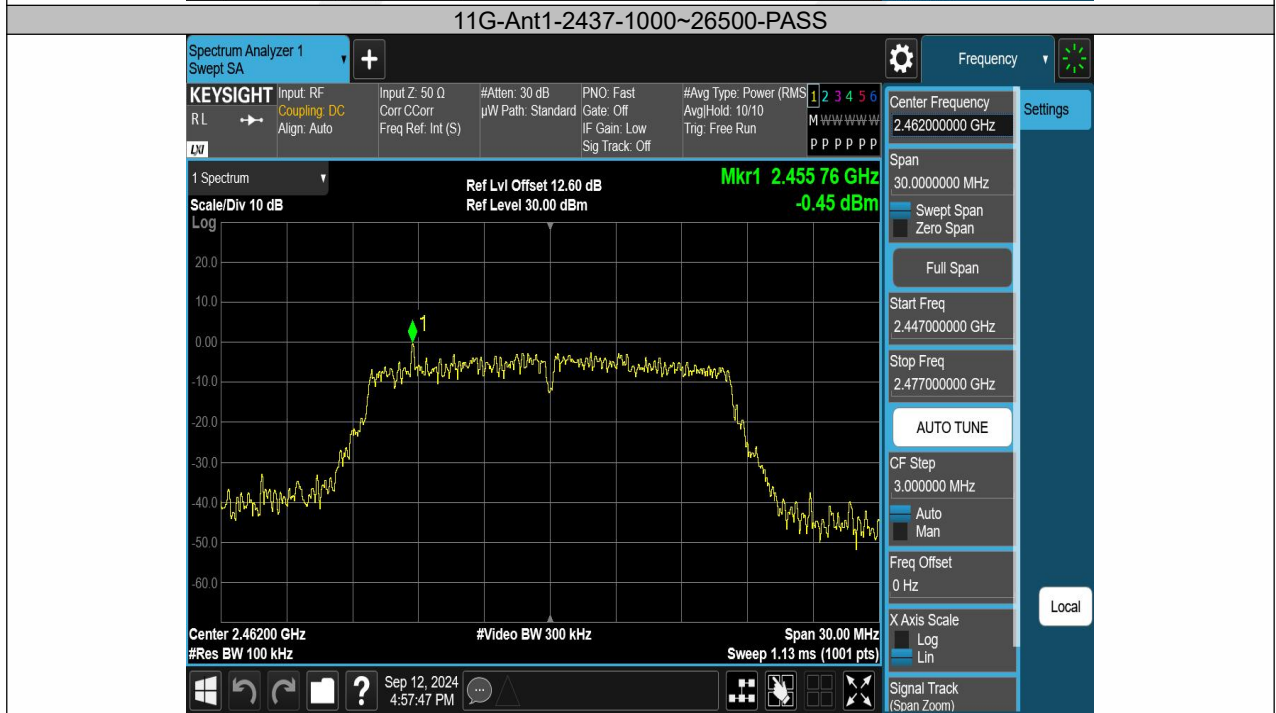 11G-Ant1-2437-1000~26500-PASS
Spectrum Analyzer 1
Swept SA
+
Frequency
KEYSIGHT
RL
LXI
Input: RF
Coupling: DC
Align: Auto
Input Z: 50 Ω
Corr CCorr
Freq Ref: Int (S)
#Atten: 30 dB
µW Path: Standard
PNO: Fast
Gate: Off
IF Gain: Low
Sig Track: Off
#Avg Type: Power (RMS
Avg|Hold: 10/10
Trig: Free Run
1 2 3 4 5 6
M W W W W W
P P P P P P
1 Spectrum
Scale/Div 10 dB
Log
Ref Lvl Offset 12.60 dB
Ref Level 30.00 dBm
Mkr1 2.455 76 GHz
-0.45 dBm
20.0
10.0
1
0.00
-10.0
-20.0
-30.0
-40.0
-50.0
-60.0
Center 2.46200 GHz
#Res BW 100 kHz
#Video BW 300 kHz
Span 30.00 MHz
Sweep 1.13 ms (1001 pts)
Center Frequency
2.462000000 GHz
Settings
Span
30.0000000 MHz
Swept Span
Zero Span
Full Span
Start Freq
2.447000000 GHz
Stop Freq
2.477000000 GHz
AUTO TUNE
CF Step
3.000000 MHz
Auto
Man
Freq Offset
0 Hz
X Axis Scale
Log
Lin
Local
Signal Track
(Span Zoom)
?
Sep 12, 2024
4:57:47 PM